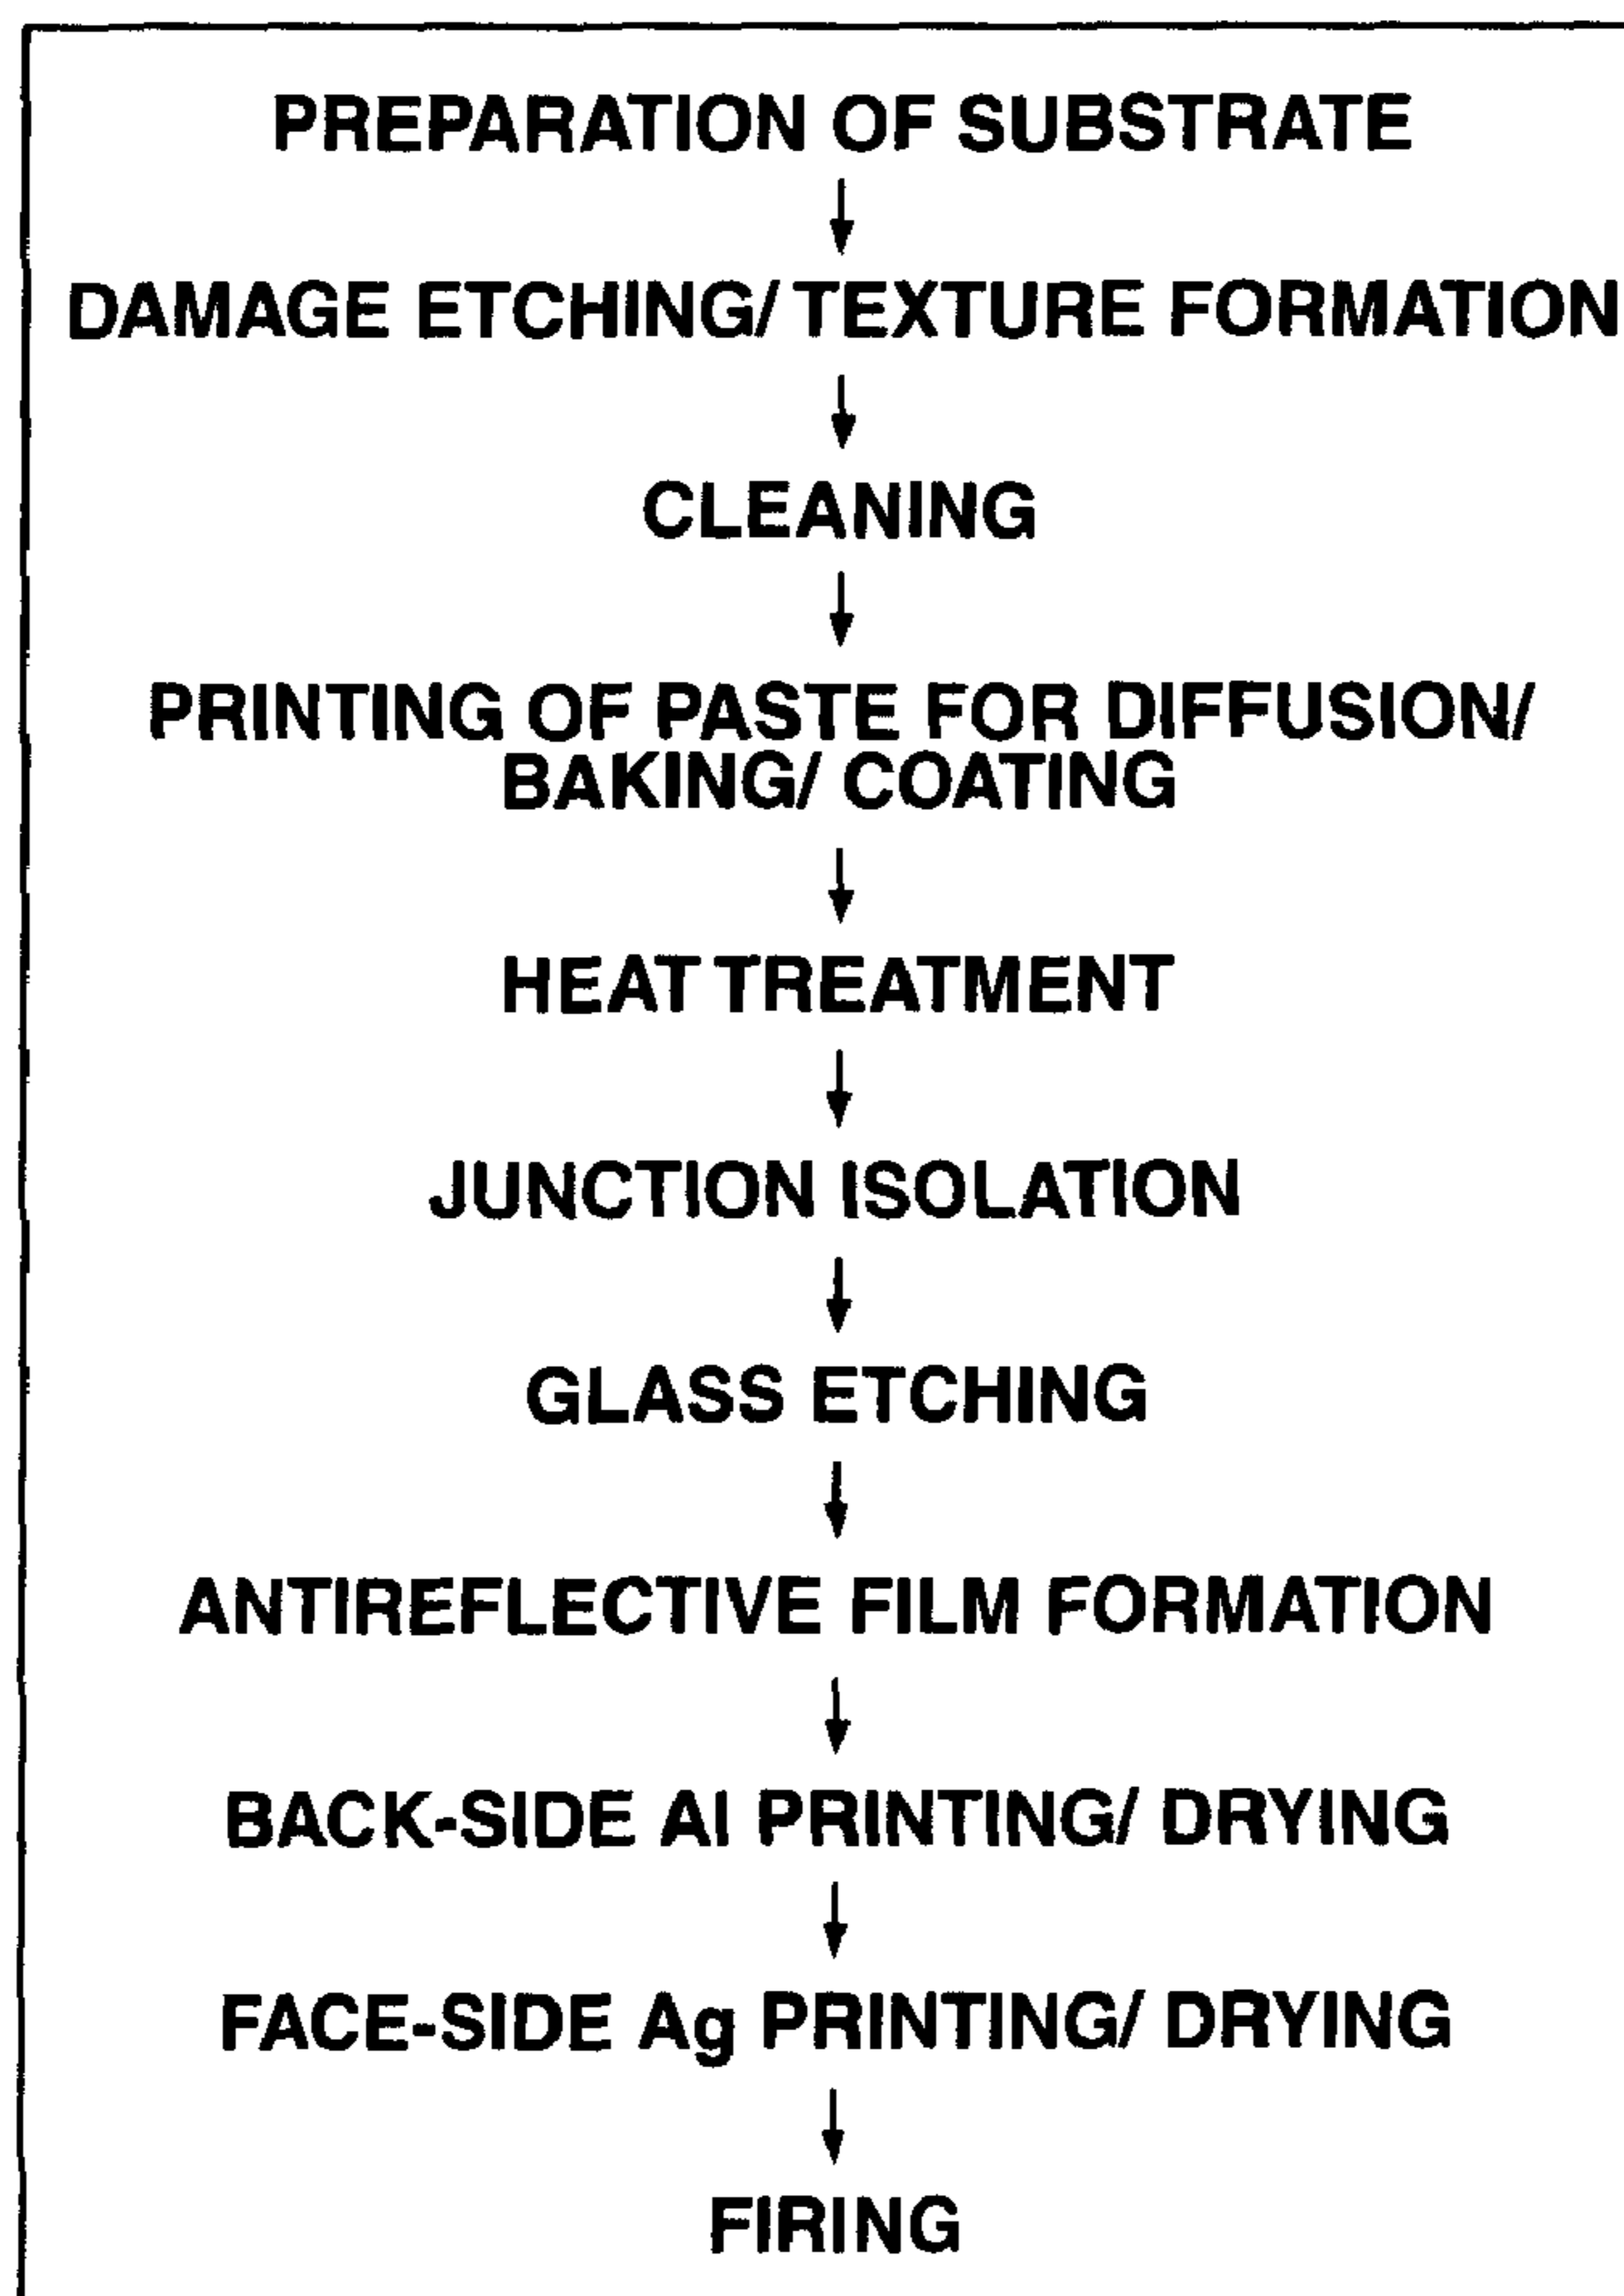 PREPARATION OF SUBSTRATE
DAMAGE ETCHING/ TEXTURE FORMATION
CLEANING
PRINTING OF PASTE FOR DIFFUSION/
BAKING/ COATING
HEAT TREATMENT
JUNCTION ISOLATION
GLASS ETCHING
ANTIREFLECTIVE FILM FORMATION
BACK-SIDE Al PRINTING/ DRYING
FACE-SIDE Ag PRINTING/ DRYING
FIRING